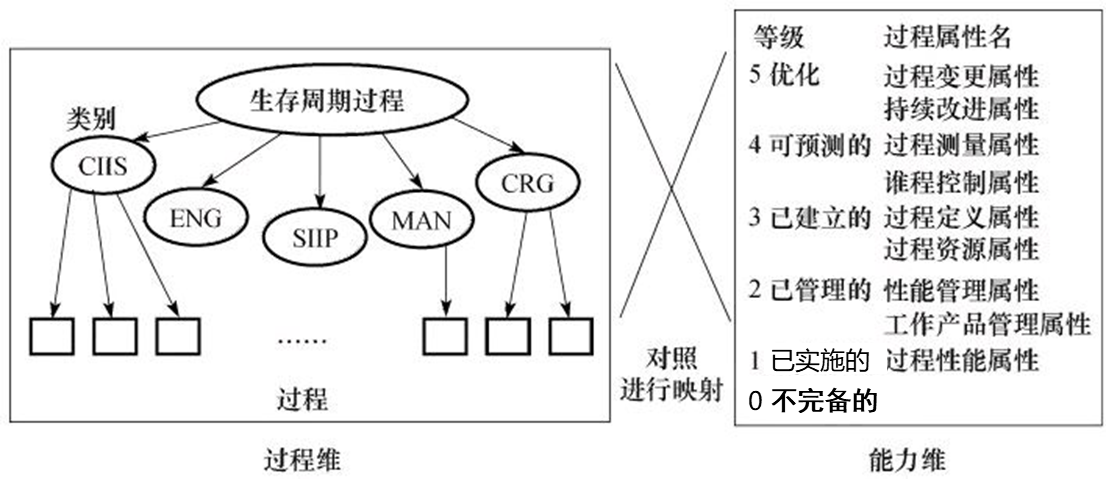 生存周期过程
类别
CIIS
ENG
SIIP
MAN
CRG
……
过程
过程维
对照
进行映射
等级 过程属性名
5 优化 过程变更属性
持续改进属性
4 可预测的 过程测量属性
谁程控制属性
3 已建立的 过程定义属性
过程资源属性
2 已管理的 性能管理属性
工作产品管理属性
1 已实施的 过程性能属性
0 不完备的
能力维